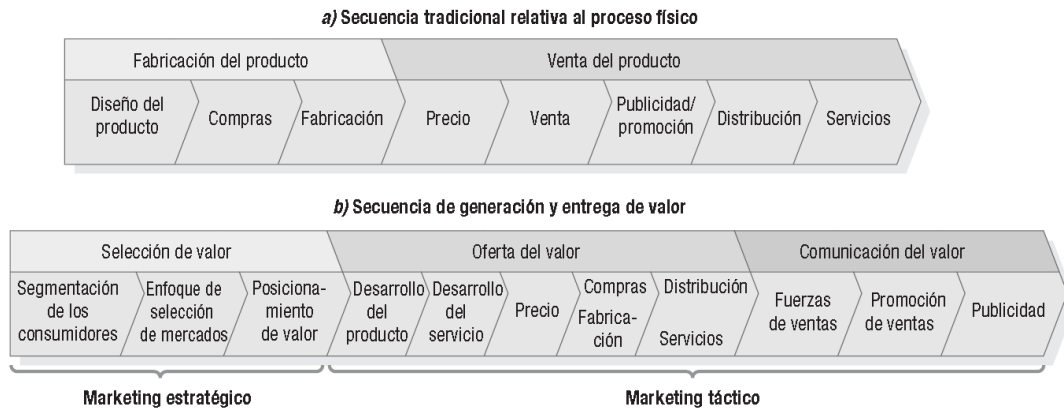 a) Secuencia tradicional relativa al proceso físico
Fabricación del producto
Venta del producto
Diseño del
producto
Compras
Fabricación
Precio
Venta
Publicidad/
promoción
Distribución
Servicios
b) Secuencia de generación y entrega de valor
Selección de valor
Oferta del valor
Comunicación del valor
Segmentación
de los
consumidores
Enfoque de
selección
de mercados
Posiciona-
miento
de valor
Desarrollo
del
producto
Desarrollo
del
servicio
Precio
Compras
Fabrica-
ción
Distribución
Servicios
Fuerzas
de ventas
Promoción
de ventas
Publicidad
Marketing estratégico
Marketing táctico